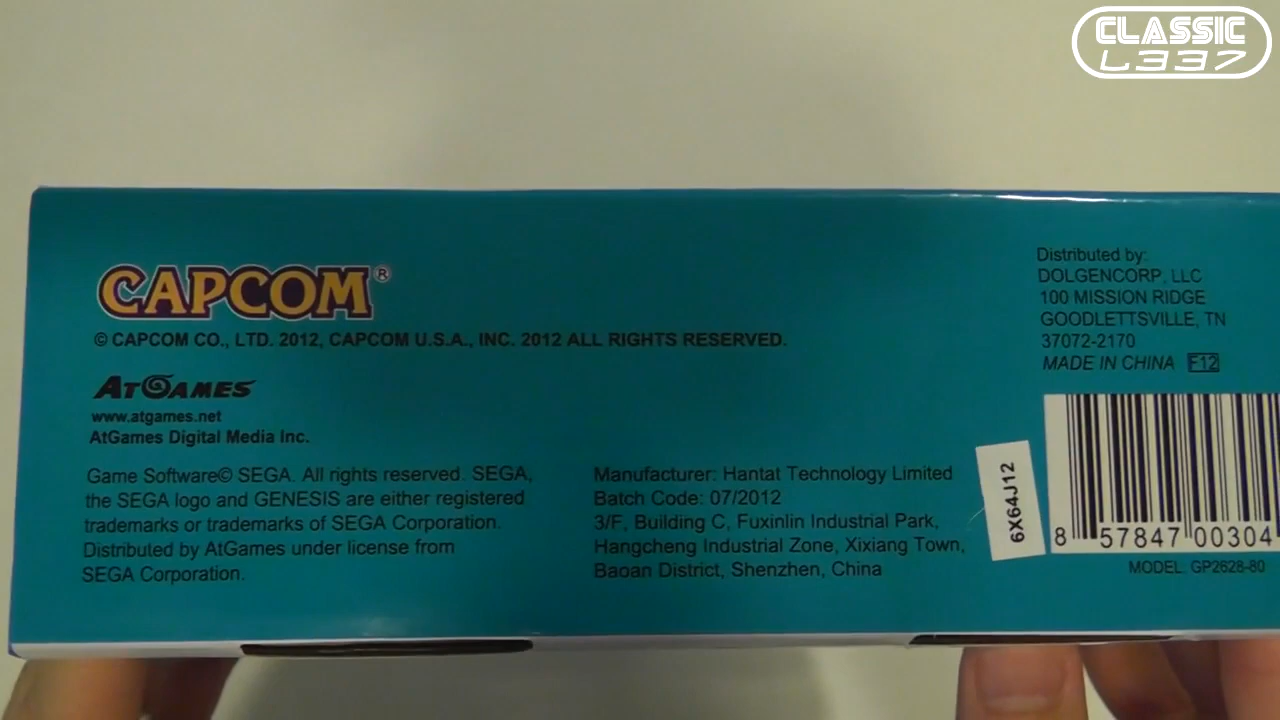 CLASSIC
L337
CAPCOM®
© CAPCOM CO., LTD. 2012, CAPCOM U.S.A., INC. 2012 ALL RIGHTS RESERVED.
ATGAMES
www.atgames.net
AtGames Digital Media Inc.
Game Software© SEGA. All rights reserved. SEGA,
the SEGA logo and GENESIS are either registered
trademarks or trademarks of SEGA Corporation.
Distributed by AtGames under license from
SEGA Corporation.
Manufacturer: Hantat Technology Limited
Batch Code: 07/2012
3/F, Building C, Fuxinlin Industrial Park,
Hangcheng Industrial Zone, Xixiang Town,
Baoan District, Shenzhen, China
Distributed by:
DOLGENCORP, LLC
100 MISSION RIDGE
GOODLETTSVILLE, TN
37072-2170
MADE IN CHINA F12
6X64J12
8 57847 00304
MODEL: GP2628-80